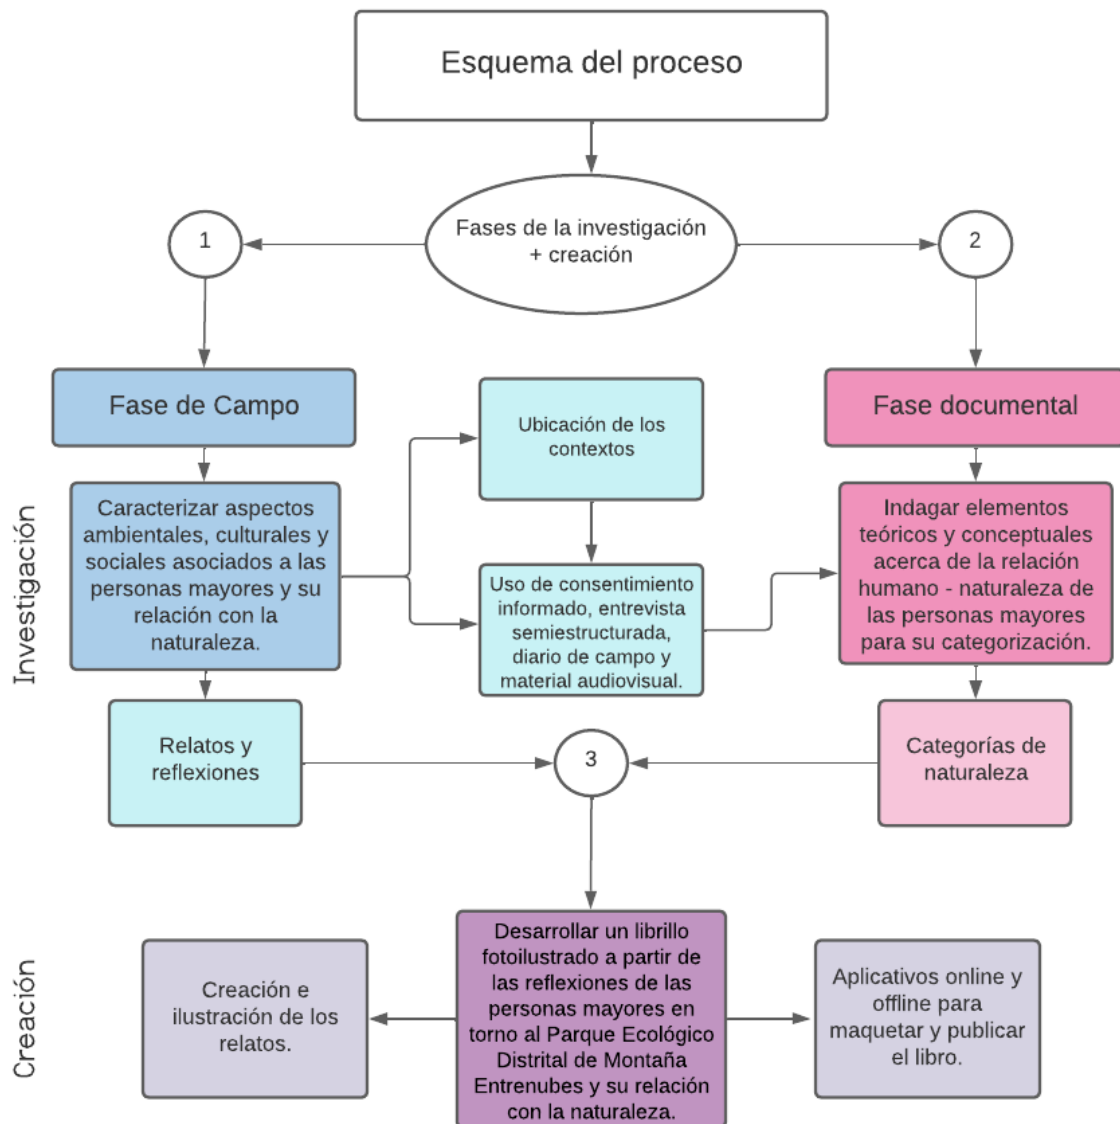 Esquema del proceso
Fases de la investigación
+ creación
1
2
Fase de Campo
Ubicación de los
contextos
Fase documental
Investigación
Caracterizar aspectos
ambientales, culturales y
sociales asociados a las
personas mayores y su
relación con la
naturaleza.
Uso de consentimiento
informado, entrevista
semiestructurada,
diario de campo y
material audiovisual.
Indagar elementos
teóricos y conceptuales
acerca de la relación
humano - naturaleza de
las personas mayores
para su categorización.
Relatos y
reflexiones
3
Categorías de
naturaleza
Creación
Creación e
ilustración de los
relatos.
Desarrollar un librillo
fotoilustrado a partir de
las reflexiones de las
personas mayores en
torno al Parque Ecológico
Distrital de Montaña
Entrenubes y su relación
con la naturaleza.
Aplicativos online y
offline para
maquetar y publicar
el libro.